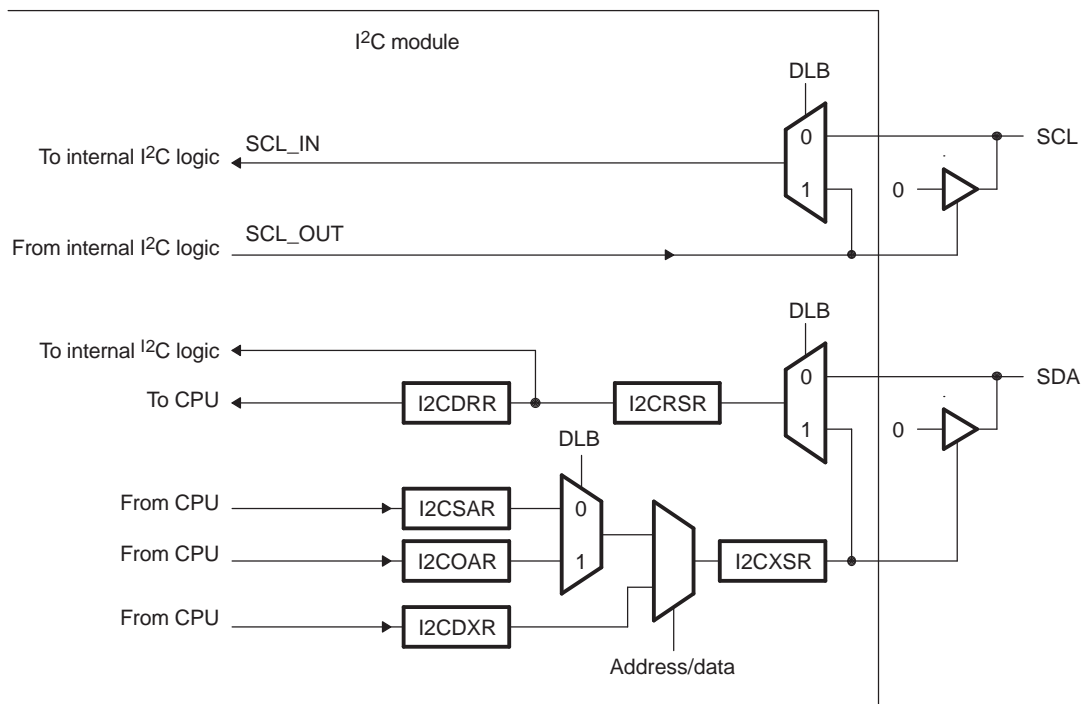 I2C module
DLB
0
SCL
To internal I2C logic
SCL_IN
1
0
From internal I2C logic
SCL_OUT
DLB
To internal I2C logic
0
SDA
To CPU
I2CDRR
I2CRSR
1
0
DLB
From CPU
I2CSAR
0
From CPU
I2COAR
1
I2CXSR
From CPU
I2CDXR
Address/data